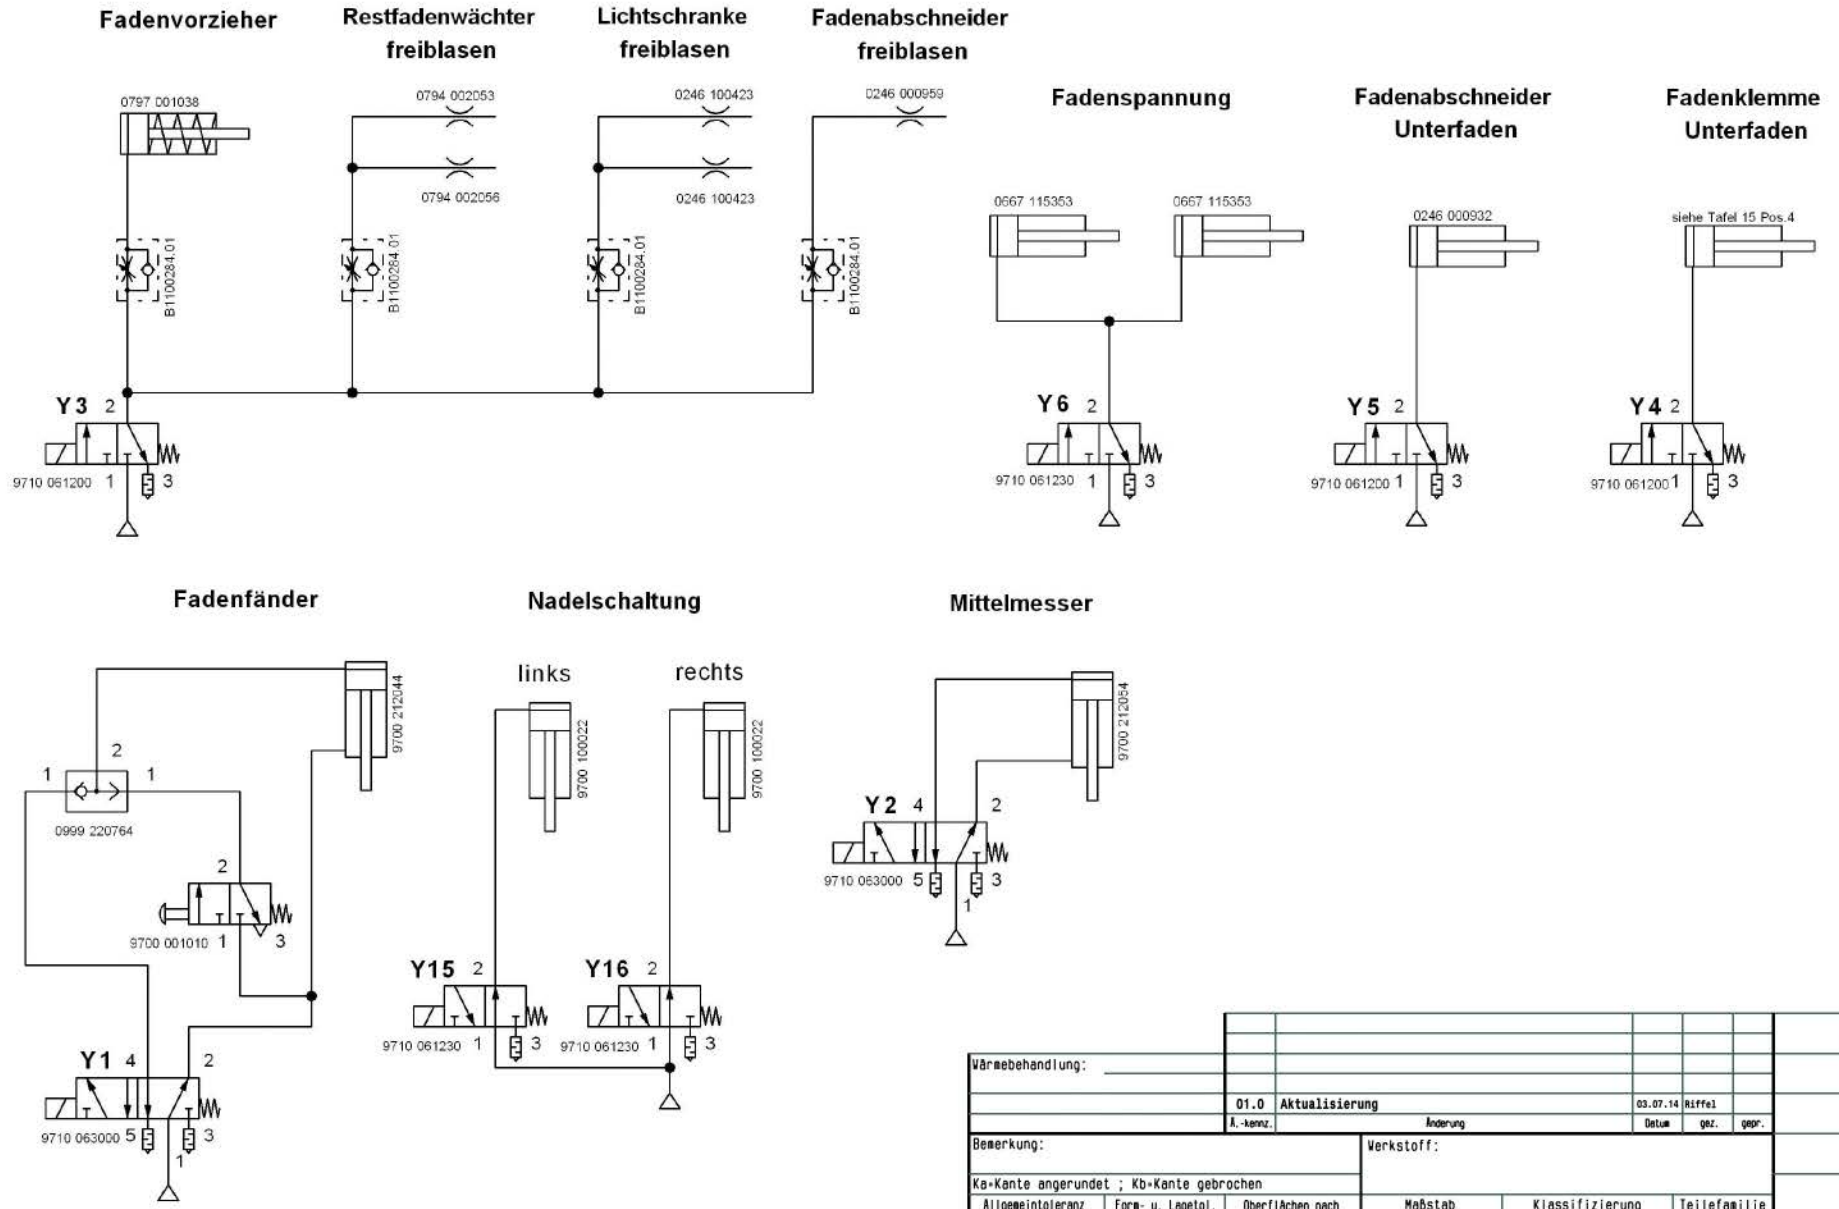 Fadenvorzieher
Restfadenwächter
freiblasen
Lichtschranke
freiblasen
Fadenabschneider
freiblasen
Fadenspannung
Fadenabschneider
Unterfaden
Fadenklemme
Unterfaden
0797 001038
0794 002053
0246 100423
0246 000959
0794 002056
0246 100423
0667 115353
0667 115353
0246 000932
siehe Tafel 15 Pos.4
B1100284.01
B1100284.01
B1100284.01
B1100284.01
Y3 2
9710 061200 1 3
Y6 2
9710 061230 1 3
Y5 2
9710 061200 1 3
Y4 2
9710 061200 1 3
Fadenfänder
Nadelschaltung
Mittelmesser
links
rechts
9700 212044
9700 100022
9700 100022
9700 212054
2
1 1
0999 220764
2
9700 001010 1 3
Y1 4 2
9710 063000 5 3
1
Y15 2
9710 061230 1 3
Y16 2
9710 061230 1 3
Y2 4 2
9710 063000 5 3
1
Wärmebehandlung:
01.0 Aktualisierung 03.07.14 Riffel
Ä.-kennz. Änderung Datum gez. gepr.
Bemerkung: Werkstoff:
Ka=Kante angerundet ; Kb=Kante gebrochen
Allgemeintoleranz Form- u. Lagetol. Oberflächen nach Maßstab Klassifizierung Teilefamilie